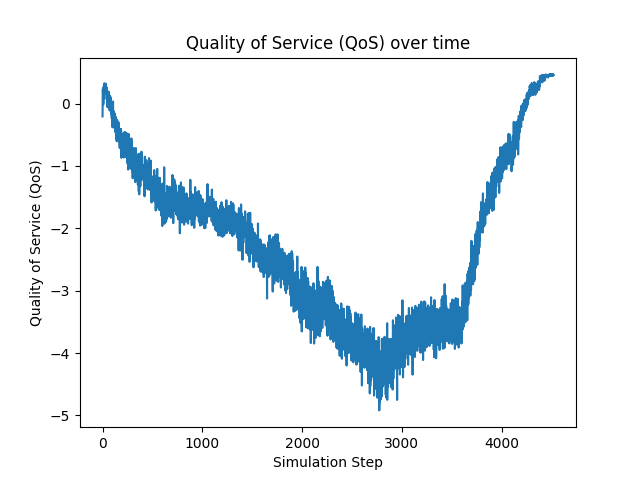 Quality of Service (QoS) over time
Quality of Service (QoS)
0
−1
−2
−3
−4
−5
0 1000 2000 3000 4000
Simulation Step